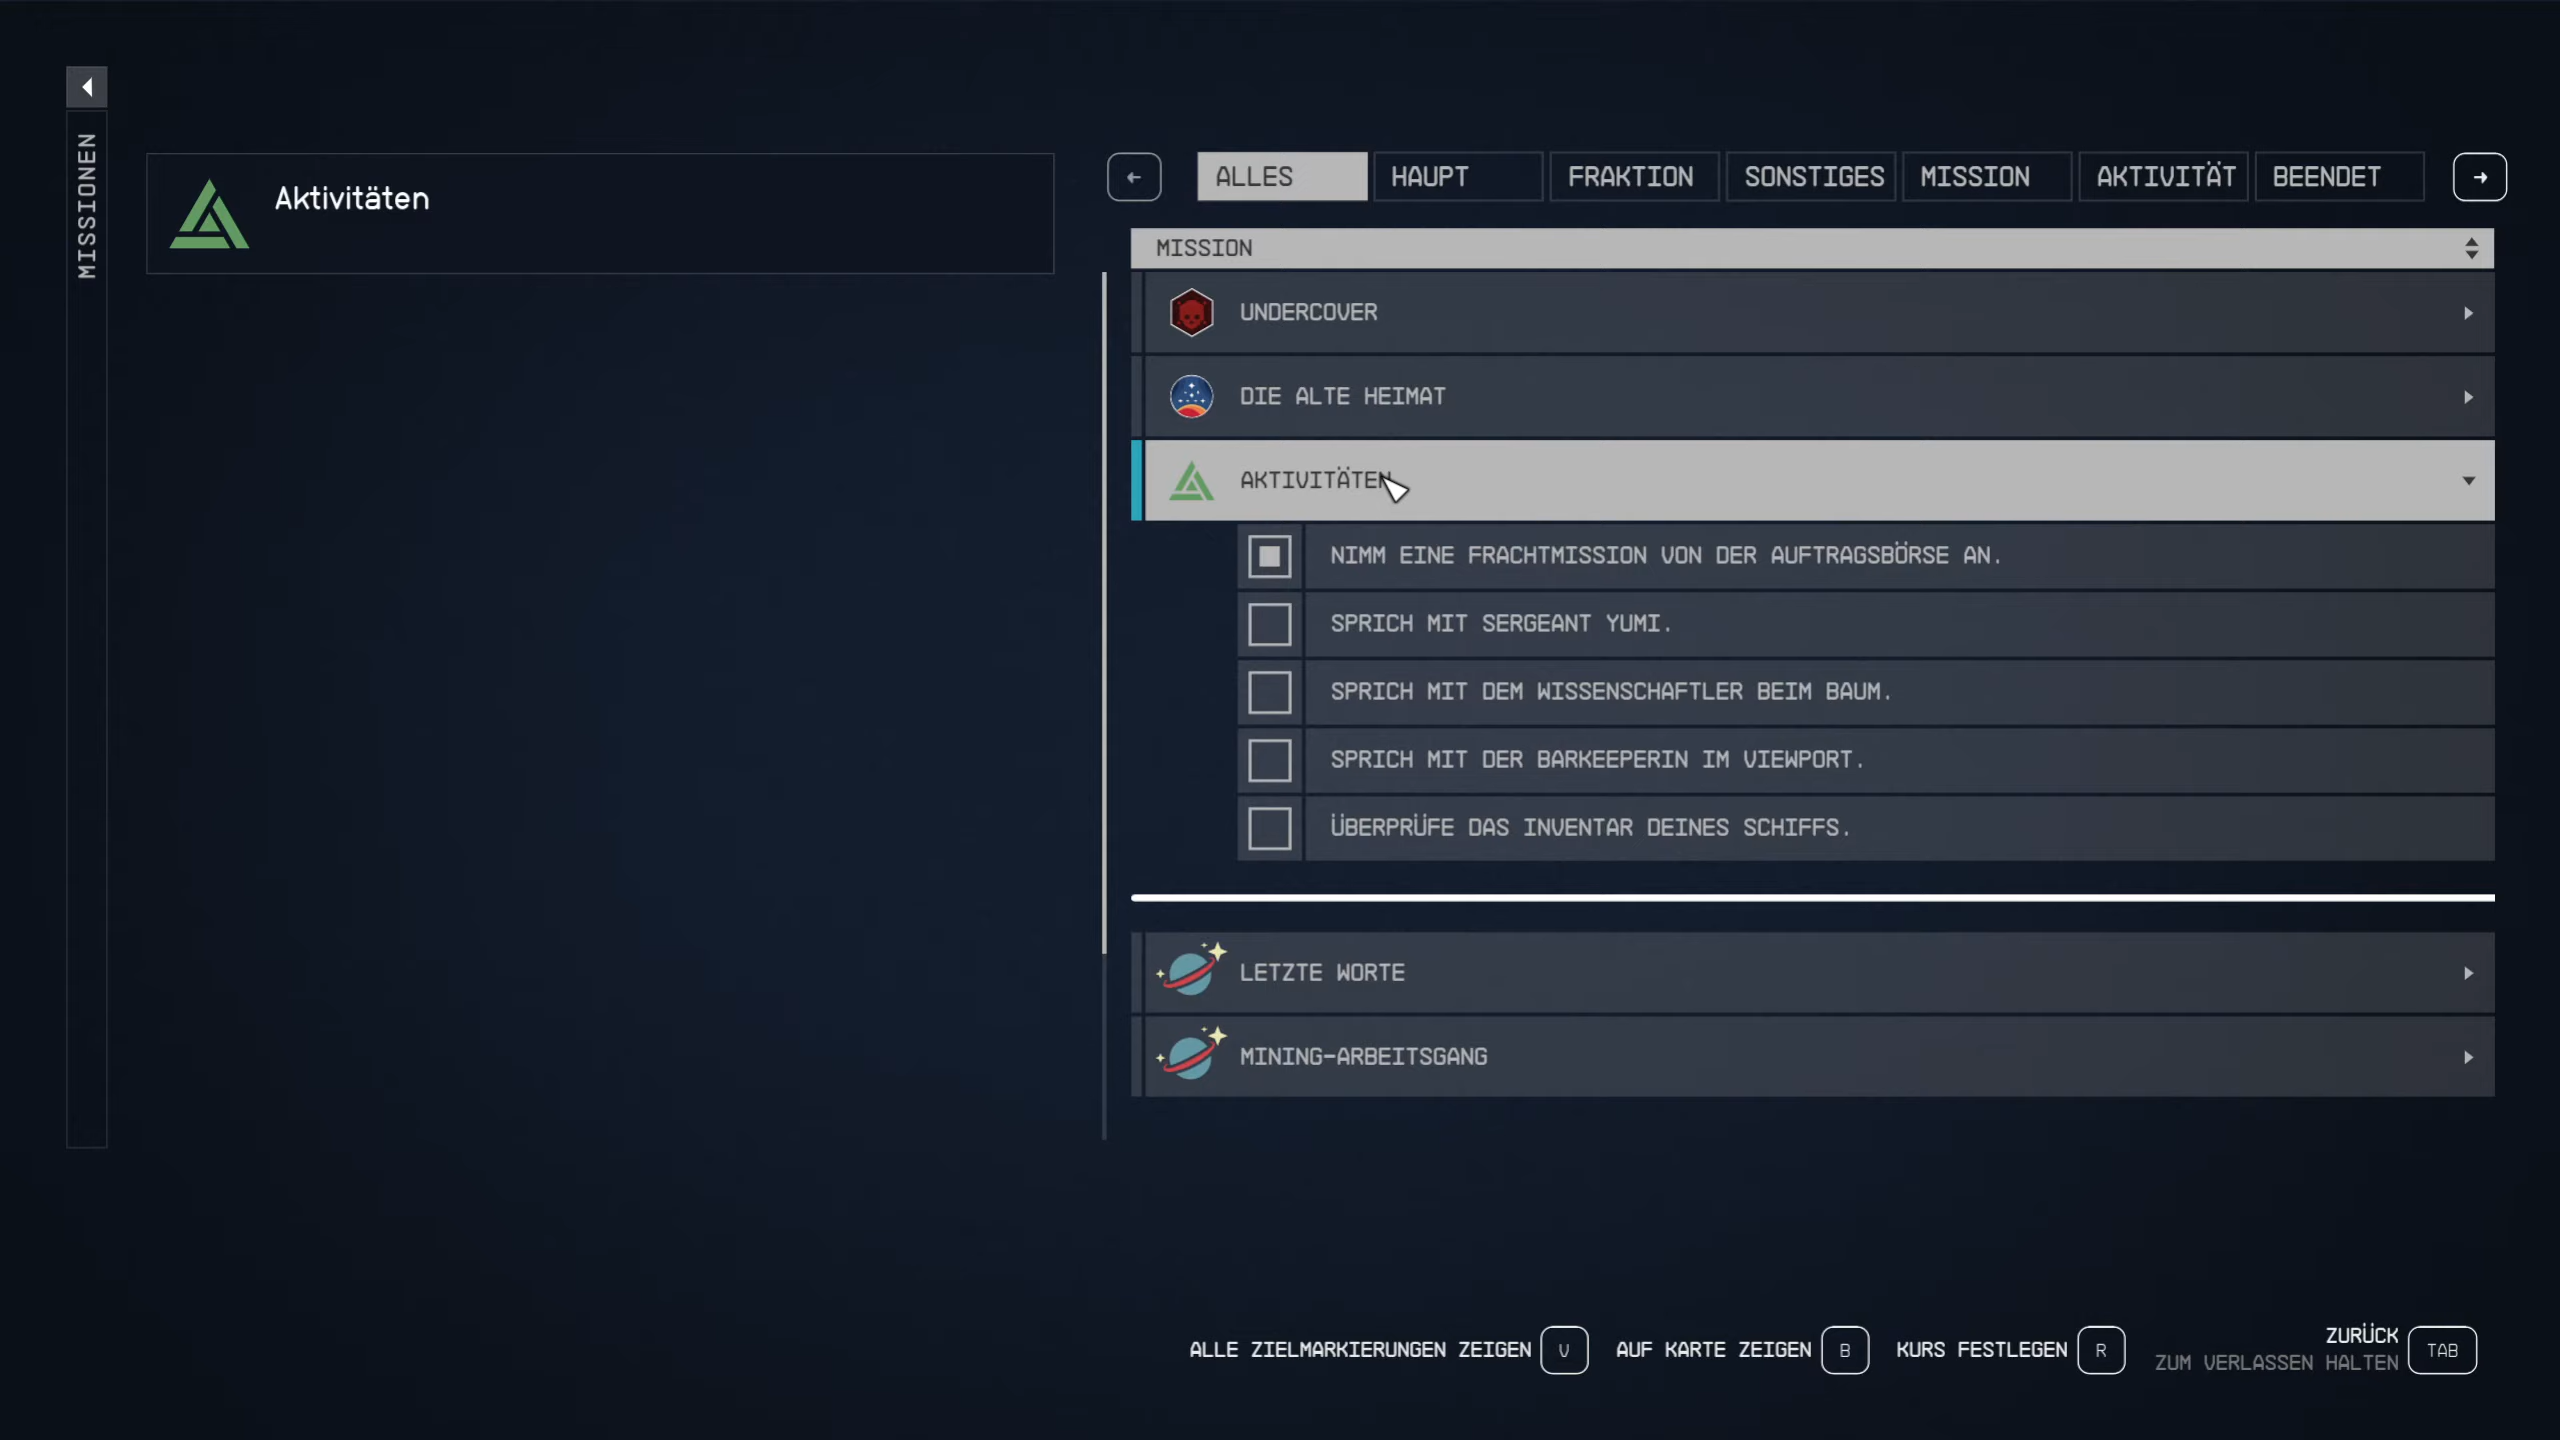 MISSIONEN
Aktivitäten
ALLES
HAUPT
FRAKTION
SONSTIGES
MISSION
AKTIVITÄT
BEENDET
MISSION
UNDERCOVER
DIE ALTE HEIMAT
AKTIVITÄTEN
NIMM EINE FRACHTMISSION VON DER AUFTRAGSBÖRSE AN.
SPRICH MIT SERGEANT YUMI.
SPRICH MIT DEM WISSENSCHAFTLER BEIM BAUM.
SPRICH MIT DER BARKEEPERIN IM VIEWPORT.
ÜBERPRÜFE DAS INVENTAR DEINES SCHIFFS.
LETZTE WORTE
MINING-ARBEITSGANG
ALLE ZIELMARKIERUNGEN ZEIGEN V
AUF KARTE ZEIGEN B
KURS FESTLEGEN R
ZURÜCK
ZUM VERLASSEN HALTEN
TAB